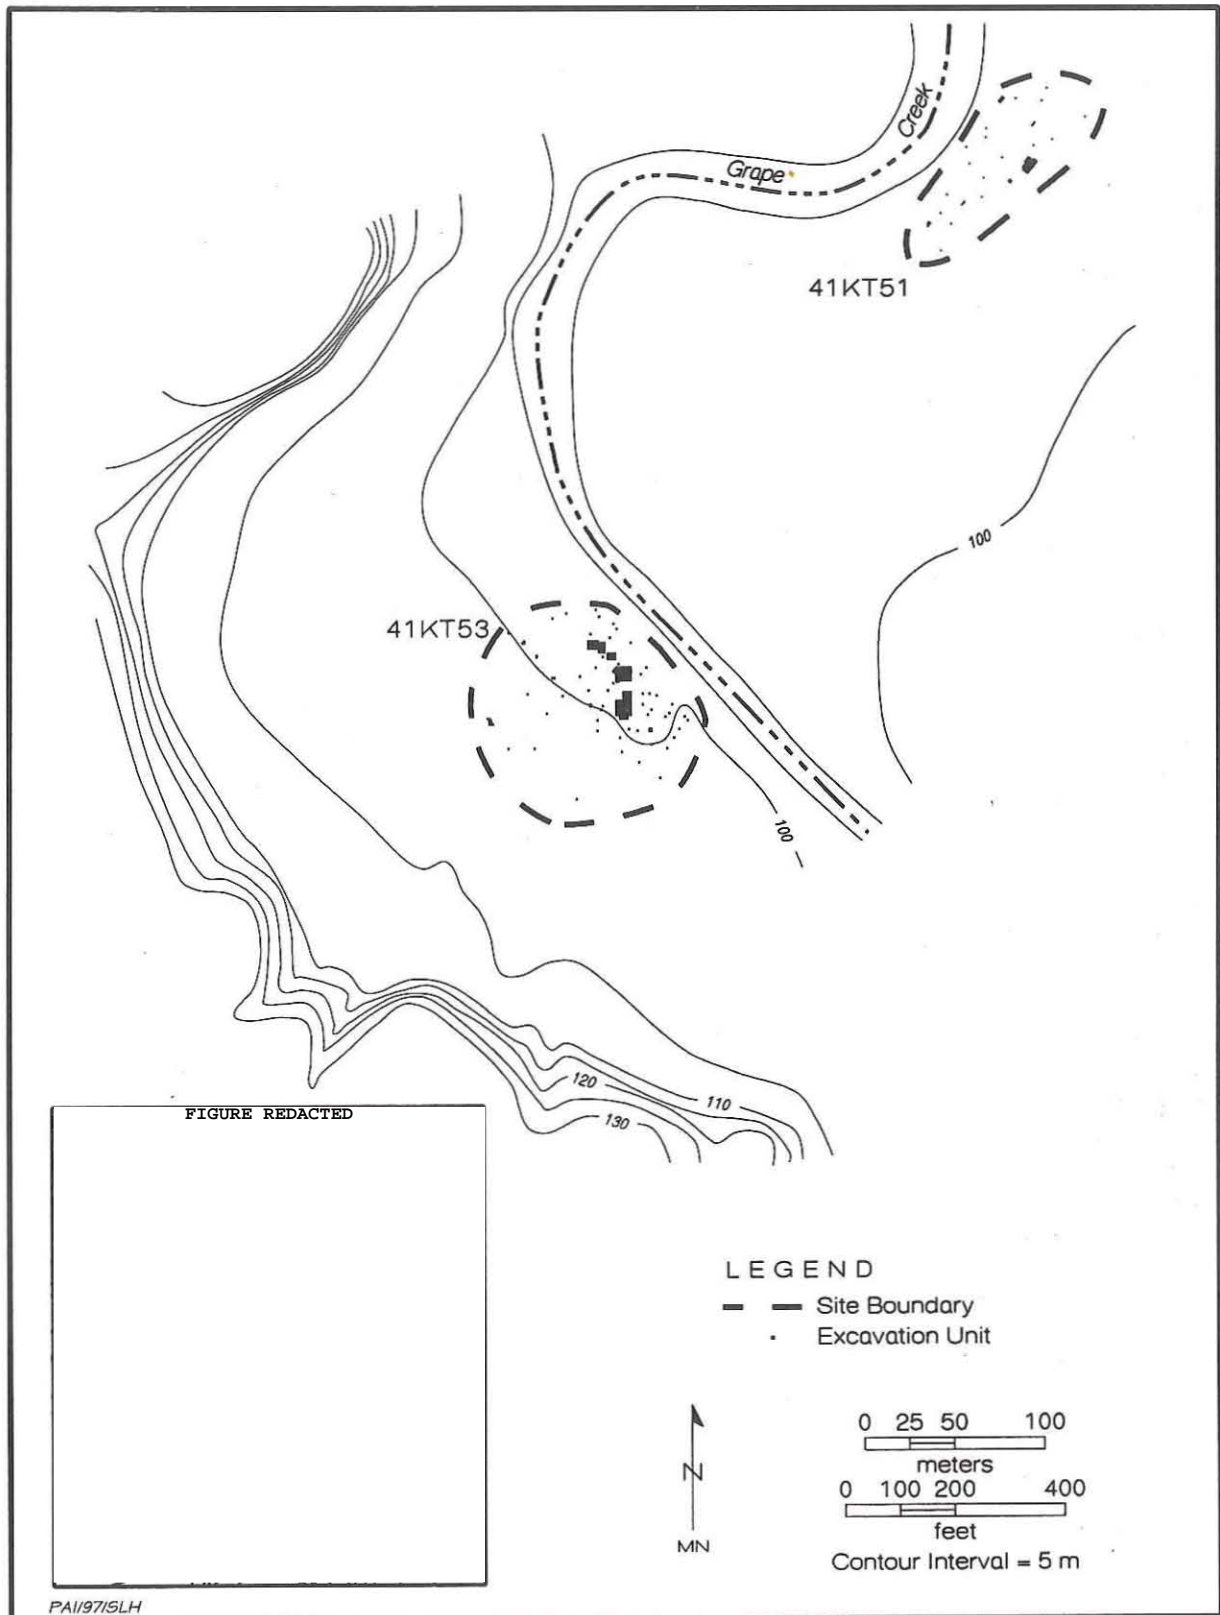 Grape Creek
41KT51
100
41KT53
100
120
110
130
FIGURE REDACTED
LEGEND
Site Boundary
Excavation Unit
0 25 50 100
meters
0 100 200 400
feet
Contour Interval = 5 m
N
MN
PAI/97/SLH